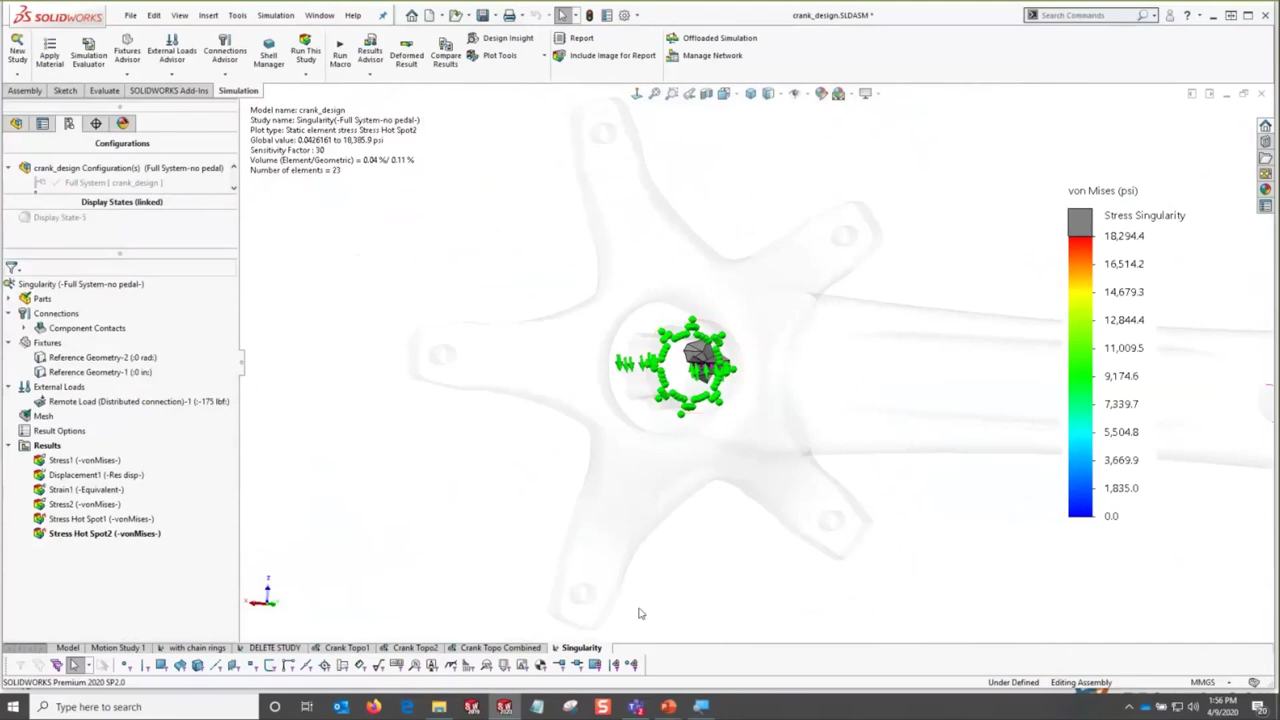 SOLIDWORKS
File Edit View Insert Tools Simulation Window Help
crank_design.SLDASM *
Search Commands
New Study
Apply Material
Simulation Evaluator
Fixtures Advisor
External Loads Advisor
Connections Advisor
Shell Manager
Run This Study
Run Macro
Results Advisor
Deformed Result
Compare Results
Design Insight
Plot Tools
Report
Include Image for Report
Offloaded Simulation
Manage Network
Assembly Sketch Evaluate SOLIDWORKS Add-Ins Simulation
Configurations
crank_design Configuration(s) (Full System-no pedal)
Full System [ crank_design ]
Display States (linked)
Display State-5
Singularity (-Full System-no pedal-)
Parts
Connections
Component Contacts
Fixtures
Reference Geometry-2 (:0 rad:)
Reference Geometry-1 (:0 in:)
External Loads
Remote Load (Distributed connection)-1 (:-175 lbf:)
Mesh
Result Options
Results
Stress1 (-vonMises-)
Displacement1 (-Res disp-)
Strain1 (-Equivalent-)
Stress2 (-vonMises-)
Stress Hot Spot1 (-vonMises-)
Stress Hot Spot2 (-vonMises-)
Model name: crank_design
Study name: Singularity(-Full System-no pedal-)
Plot type: Static element stress Stress Hot Spot2
Global value: 0.0426161 to 18,385.9 psi
Sensitivity Factor : 30
Volume (Element/Geometric) = 0.04 %/ 0.11 %
Number of elements = 23
von Mises (psi)
Stress Singularity
18,294.4
16,514.2
14,679.3
12,844.4
11,009.5
9,174.6
7,339.7
5,504.8
3,669.9
1,835.0
0.0
Model Motion Study 1 with chain rings DELETE STUDY Crank Topo1 Crank Topo2 Crank Topo Combined Singularity
SOLIDWORKS Premium 2020 SP2.0
Under Defined Editing Assembly MMGS
Type here to search
1:56 PM
4/9/2020
20